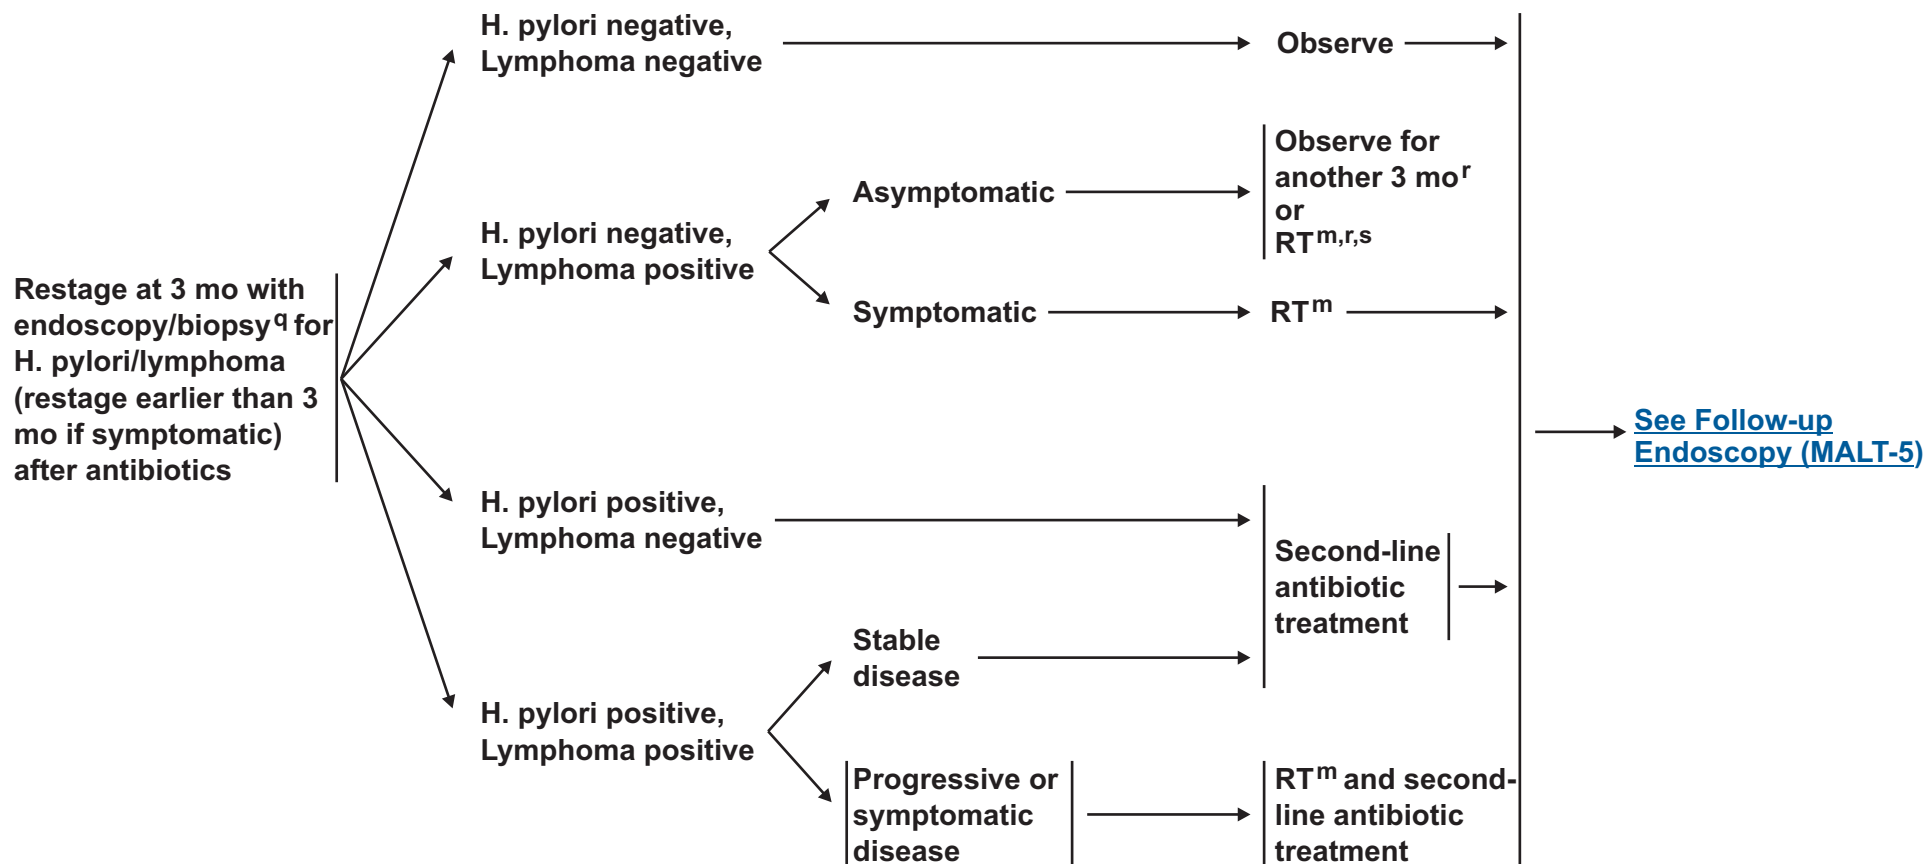 Restage at 3 mo with
endoscopy/biopsy q for
H. pylori/lymphoma
(restage earlier than 3
mo if symptomatic)
after antibiotics
H. pylori negative,
Lymphoma negative
Observe
H. pylori negative,
Lymphoma positive
Asymptomatic
Observe for
another 3 mo r
or
RT m,r,s
Symptomatic
RT m
H. pylori positive,
Lymphoma negative
Second-line
antibiotic
treatment
H. pylori positive,
Lymphoma positive
Stable
disease
Progressive or
symptomatic
disease
RT m and second-
line antibiotic
treatment
See Follow-up
Endoscopy (MALT-5)